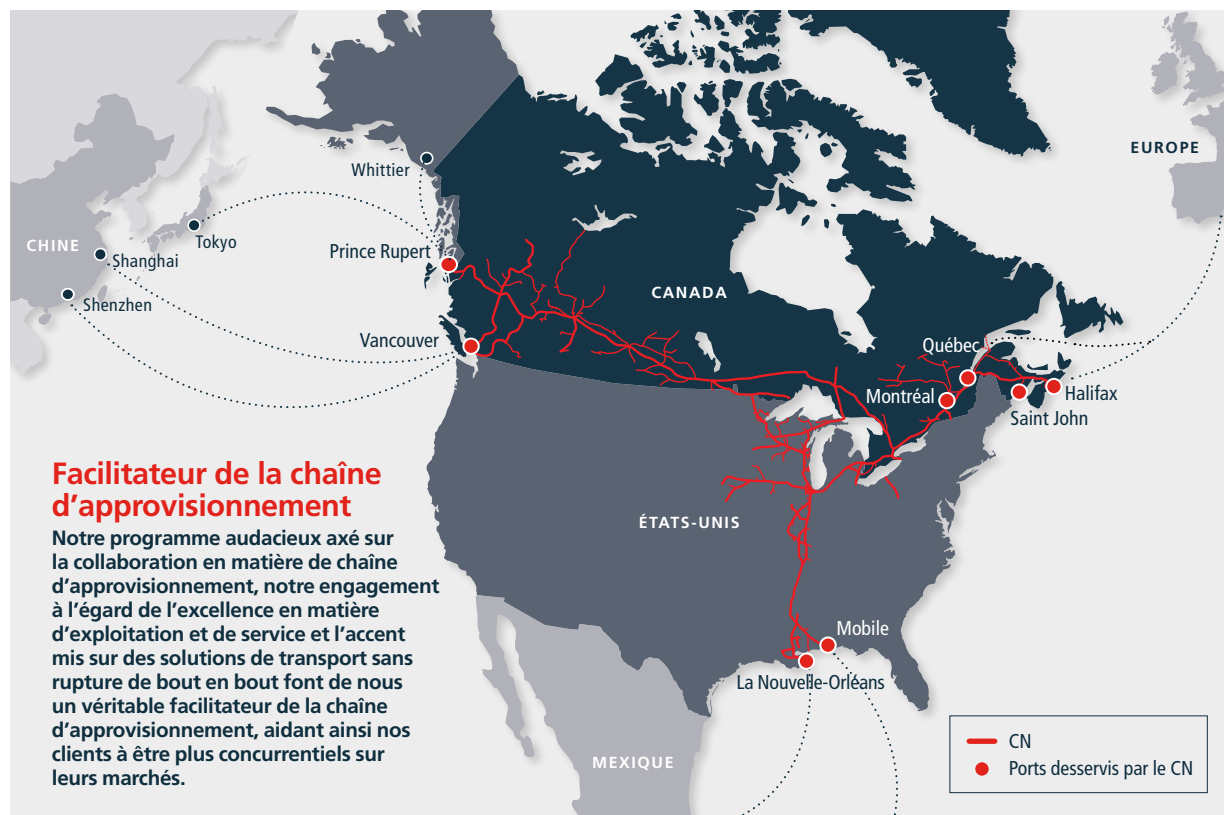 EUROPE
Whittier
CHINE
Tokyo
Shanghai
Prince Rupert
Shenzhen
CANADA
Vancouver
Québec
Montréal
Halifax
Saint John
Facilitateur de la chaîne
d’approvisionnement
Notre programme audacieux axé sur
la collaboration en matière de chaîne
d’approvisionnement, notre engagement
à l’égard de l’excellence en matière
d’exploitation et de service et l’accent
mis sur des solutions de transport sans
rupture de bout en bout font de nous
un véritable facilitateur de la chaîne
d’approvisionnement, aidant ainsi nos
clients à être plus concurrentiels sur
leurs marchés.
ÉTATS-UNIS
Mobile
La Nouvelle-Orléans
MEXIQUE
CN
Ports desservis par le CN